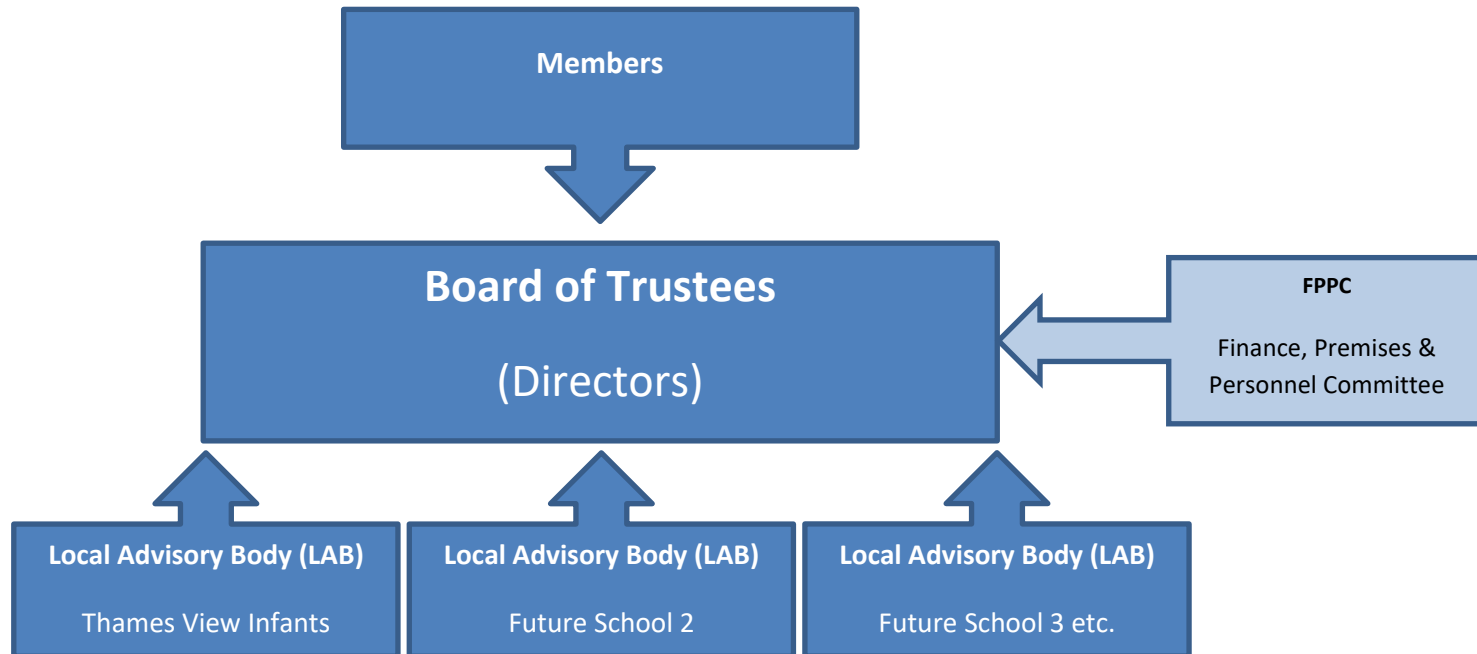 Members
Board of Trustees
(Directors)
FPPC
Finance, Premises &
Personnel Committee
Local Advisory Body (LAB)
Thames View Infants
Local Advisory Body (LAB)
Future School 2
Local Advisory Body (LAB)
Future School 3 etc.